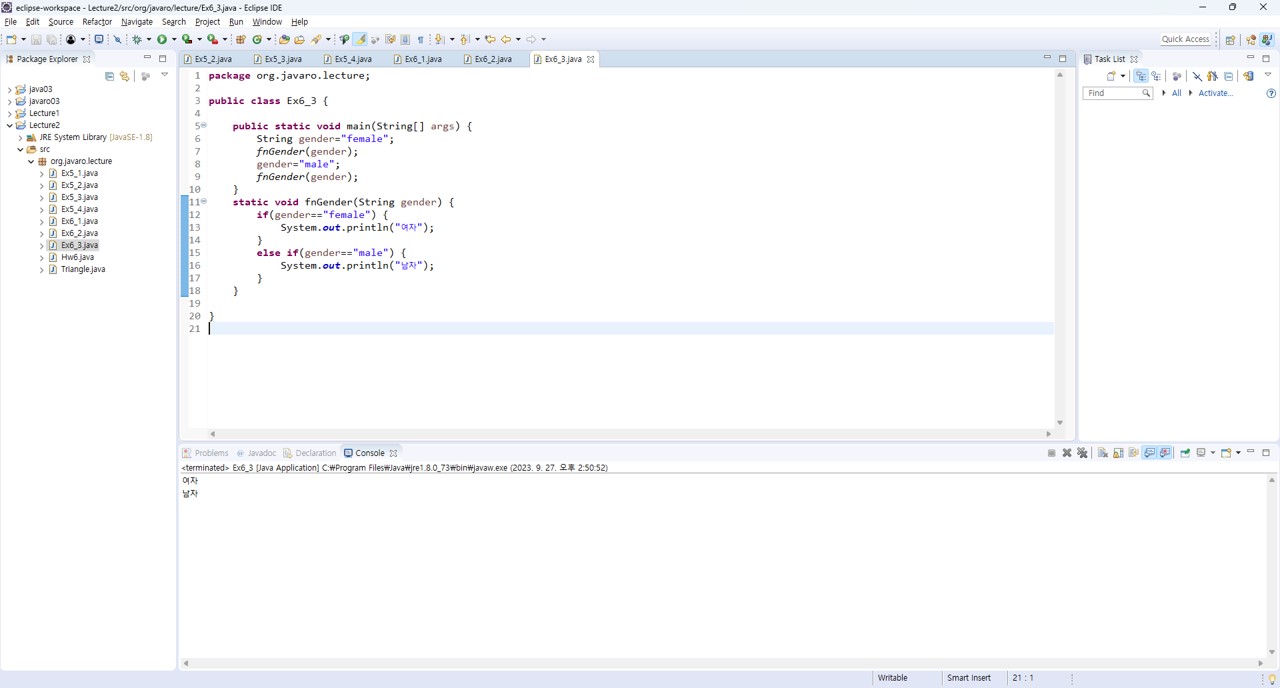 eclipse-workspace - Lecture2/src/org/javaro/lecture/Ex6_3.java - Eclipse IDE
File Edit Source Refactor Navigate Search Project Run Window Help
Quick Access
Package Explorer
Ex5_2.java Ex5_3.java Ex5_4.java Ex6_1.java Ex6_2.java Ex6_3.java
Task List
Find All Activate...
java03
javaro03
Lecture1
Lecture2
JRE System Library [JavaSE-1.8]
src
org.javaro.lecture
Ex5_1.java
Ex5_2.java
Ex5_3.java
Ex5_4.java
Ex6_1.java
Ex6_2.java
Ex6_3.java
Hw6.java
Triangle.java
1 package org.javaro.lecture;
2
3 public class Ex6_3 {
4
5 public static void main(String[] args) {
6 String gender="female";
7 fnGender(gender);
8 gender="male";
9 fnGender(gender);
10 }
11 static void fnGender(String gender) {
12 if(gender=="female") {
13 System.out.println("여자");
14 }
15 else if(gender=="male") {
16 System.out.println("남자");
17 }
18 }
19
20 }
21
Problems Javadoc Declaration Console
<terminated> Ex6_3 [Java Application] C:₩Program Files₩Java₩jre1.8.0_73₩bin₩javaw.exe (2023. 9. 27. 오후 2:50:52)
여자
남자
Writable Smart Insert 21 : 1